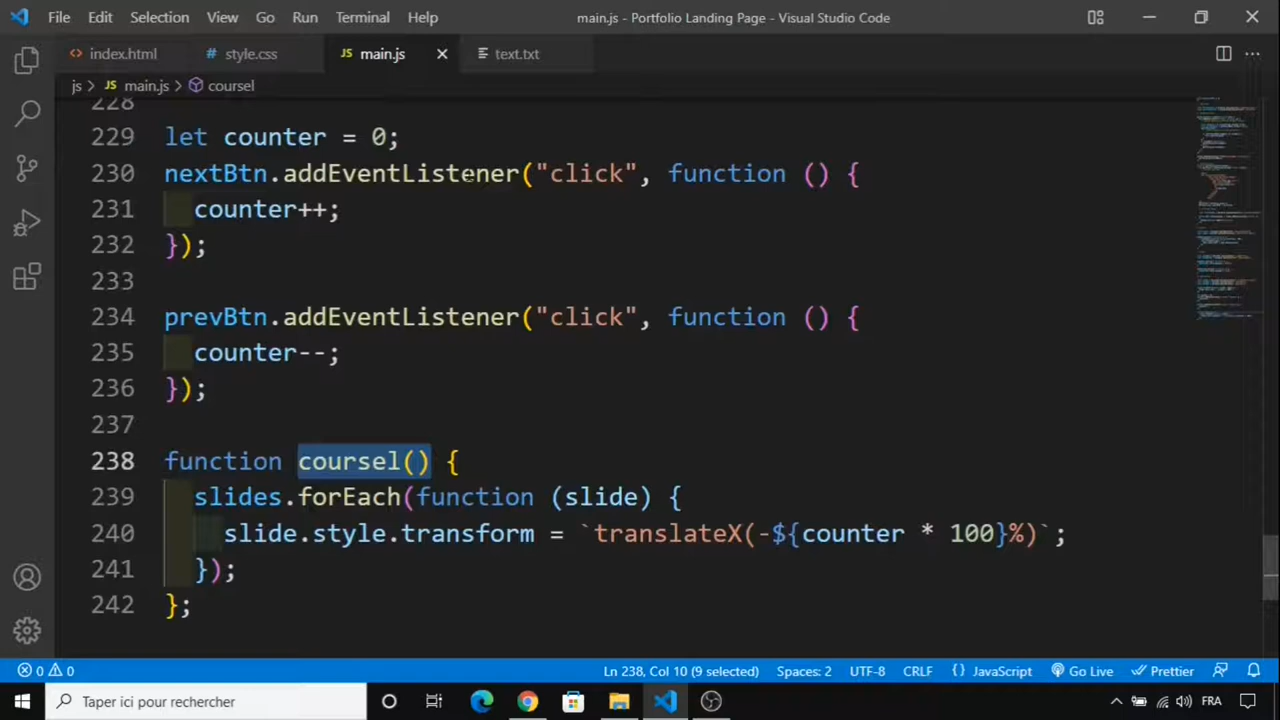 File Edit Selection View Go Run Terminal Help main.js - Portfolio Landing Page - Visual Studio Code
index.html style.css JS main.js text.txt
js > JS main.js > coursel
228
229 let counter = 0;
230 nextBtn.addEventListener("click", function () {
231 counter++;
232 });
233
234 prevBtn.addEventListener("click", function () {
235 counter--;
236 });
237
238 function coursel() {
239 slides.forEach(function (slide) {
240 slide.style.transform = `translateX(-${counter * 100}%)`;
241 });
242 };
0 0 Ln 238, Col 10 (9 selected) Spaces: 2 UTF-8 CRLF {} JavaScript Go Live Prettier
Taper ici pour rechercher FRA